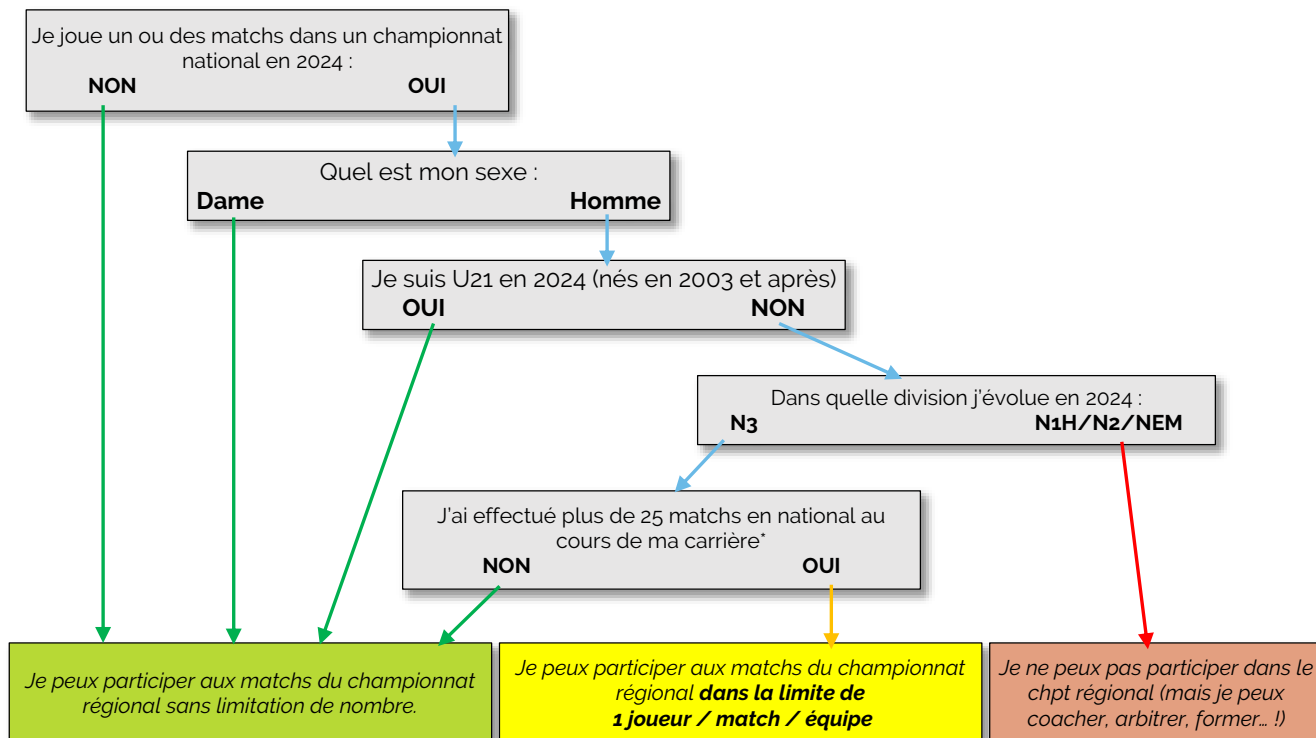 Je joue un ou des matchs dans un championnat
national en 2024 :
NON OUI
Quel est mon sexe :
Dame Homme
Je suis U21 en 2024 (nés en 2003 et après)
OUI NON
Dans quelle division j'évolue en 2024 :
N3 N1H/N2/NEM
J'ai effectué plus de 25 matchs en national au
cours de ma carrière*
NON OUI
Je peux participer aux matchs du championnat
régional sans limitation de nombre.
Je peux participer aux matchs du championnat
régional dans la limite de
1 joueur / match / équipe
Je ne peux pas participer dans le
chpt régional (mais je peux
coacher, arbitrer, former… !)